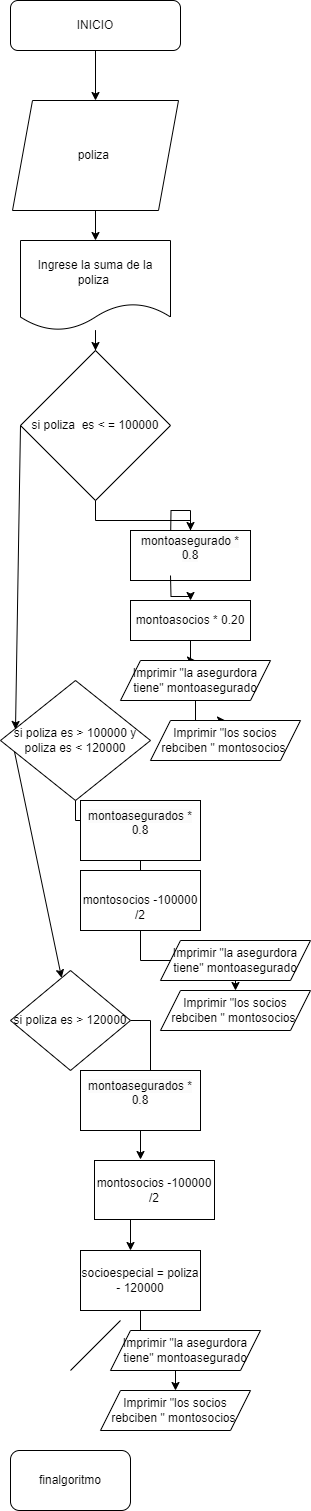 INICIO
poliza
Ingrese la suma de la
poliza
si poliza es < = 100000
montoasegurado *
0.8
montoasocios * 0.20
Imprimir "la asegurdora
tiene" montoasegurado
Imprimir "los socios
rebciben " montosocios
si poliza es > 100000 y
poliza es < 120000
montoasegurados *
0.8
montosocios -100000
/2
Imprimir "la asegurdora
tiene" montoasegurado
Imprimir "los socios
rebciben " montosocios
si poliza es > 120000
montoasegurados *
0.8
montosocios -100000
/2
socioespecial = poliza
- 120000
Imprimir "la asegurdora
tiene" montoasegurado
Imprimir "los socios
rebciben " montosocios
finalgoritmo